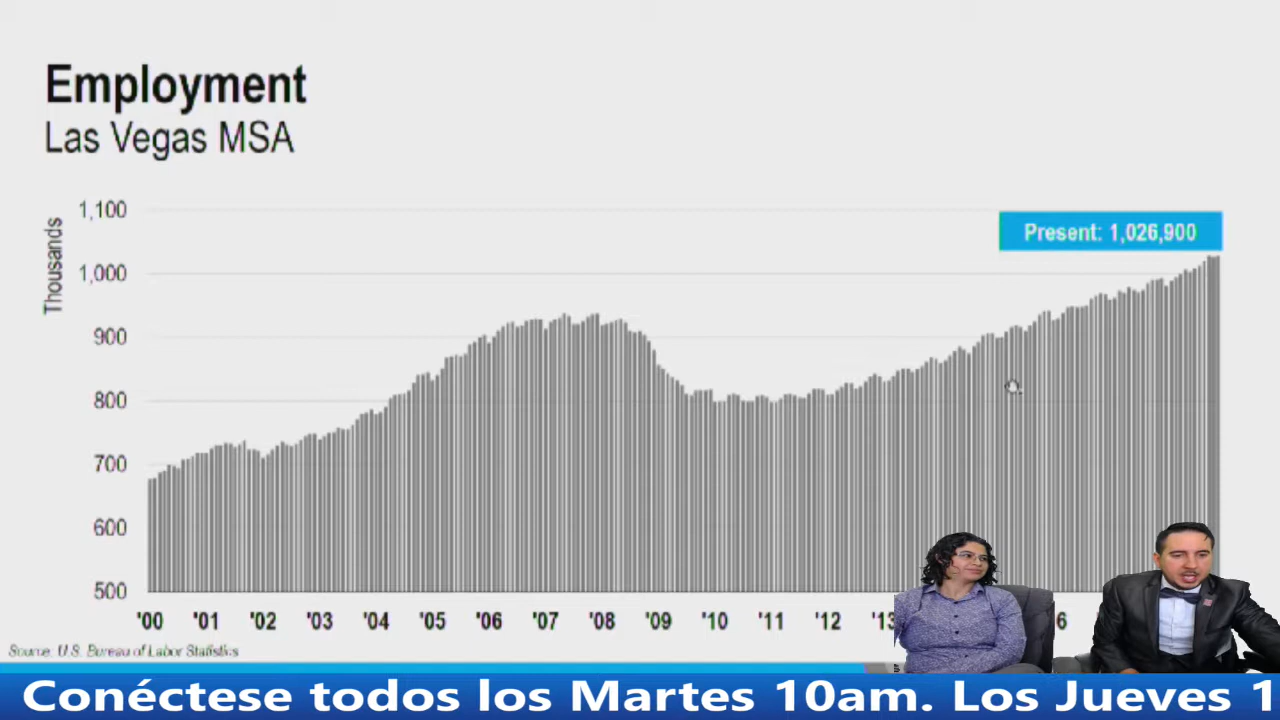 Employment
Las Vegas MSA
Thousands
1,100
Present: 1,026,900
1,000
900
800
700
600
500
'00 '01 '02 '03 '04 '05 '06 '07 '08 '09 '10 '11 '12 '13 6
Source: U.S. Bureau of Labor Statistics
Conéctese todos los Martes 10am. Los Jueves 1